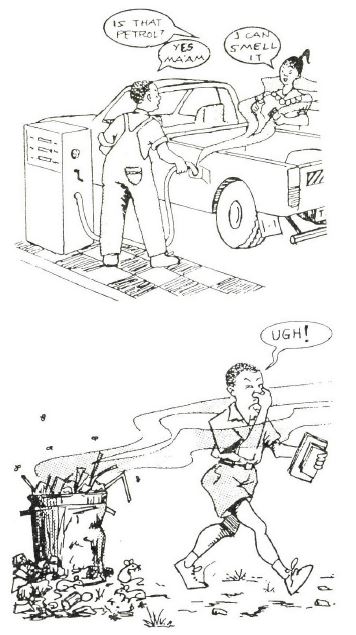 IS THAT
PETROL?
YES
MA'AM
I CAN
SMELL
IT
UGH!